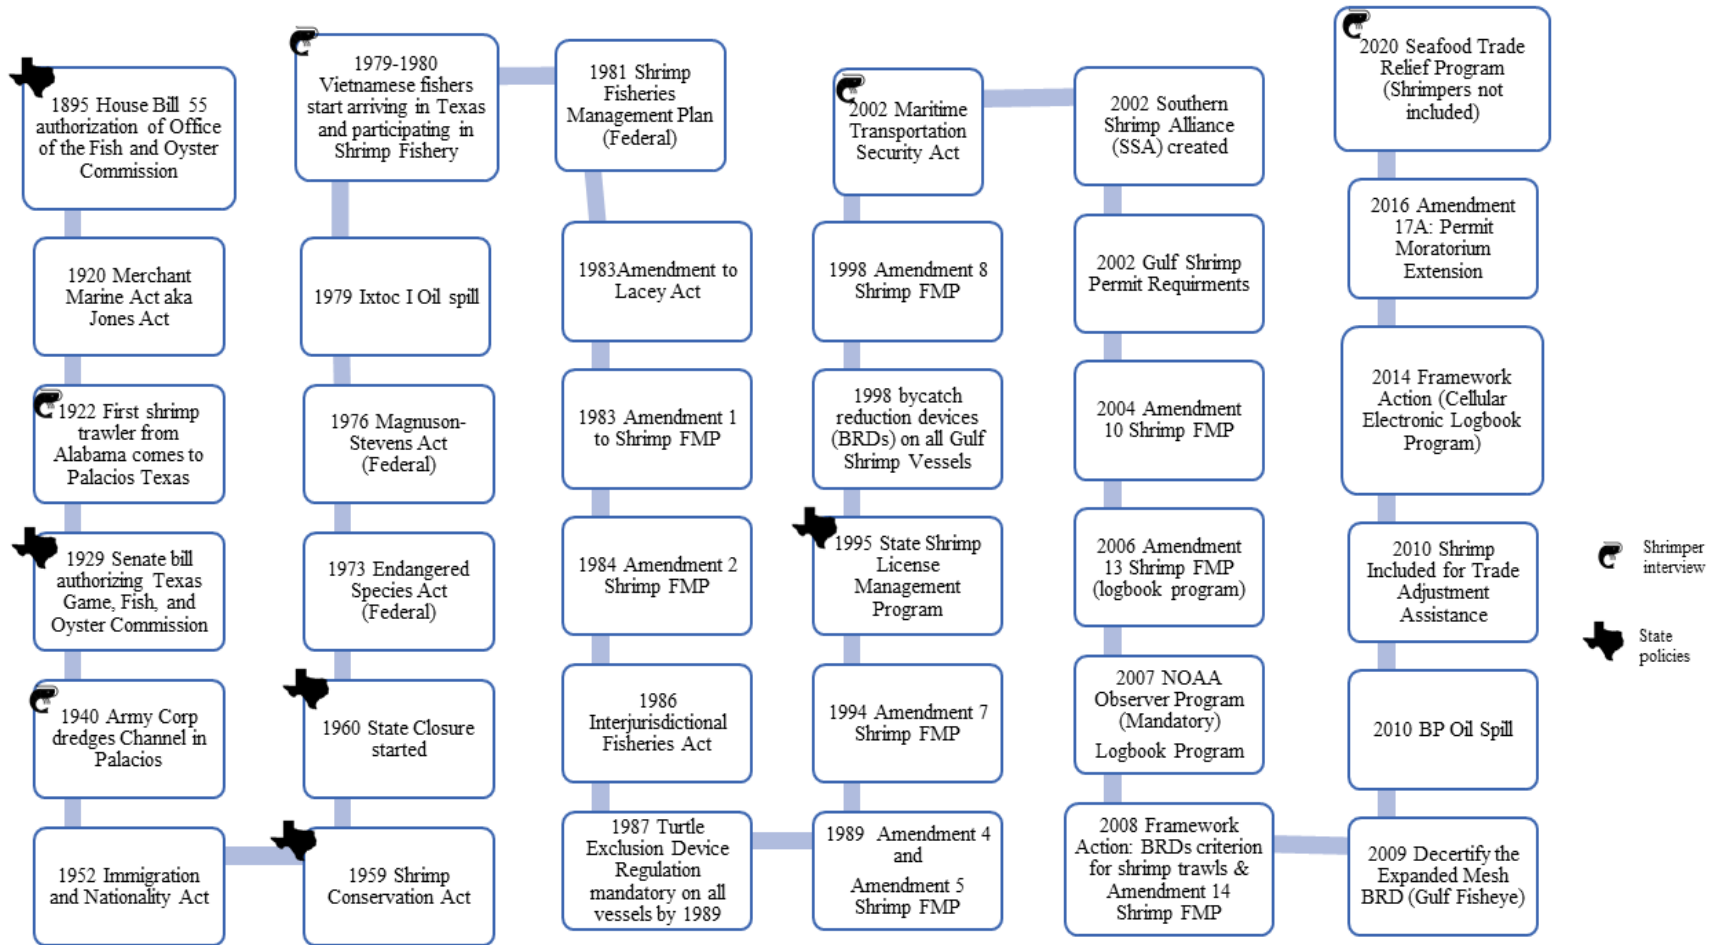 1895 House Bill 55
authorization of Office
of the Fish and Oyster
Commission
1920 Merchant
Marine Act aka
Jones Act
1922 First shrimp
trawler from
Alabama comes to
Palacios Texas
1929 Senate bill
authorizing Texas
Game, Fish, and
Oyster Commission
1940 Army Corp
dredges Channel in
Palacios
1952 Immigration
and Nationality Act
1959 Shrimp
Conservation Act
1960 State Closure
started
1973 Endangered
Species Act
(Federal)
1976 Magnuson-
Stevens Act
(Federal)
1979 Ixtoc I Oil spill
1979-1980
Vietnamese fishers
start arriving in Texas
and participating in
Shrimp Fishery
1981 Shrimp
Fisheries
Management Plan
(Federal)
1983Amendment to
Lacey Act
1983 Amendment 1
to Shrimp FMP
1984 Amendment 2
Shrimp FMP
1986
Interjurisdictional
Fisheries Act
1987 Turtle
Exclusion Device
Regulation
mandatory on all
vessels by 1989
1989 Amendment 4
and
Amendment 5
Shrimp FMP
1994 Amendment 7
Shrimp FMP
1995 State Shrimp
License
Management
Program
1998 bycatch
reduction devices
(BRDs) on all Gulf
Shrimp Vessels
1998 Amendment 8
Shrimp FMP
2002 Maritime
Transportation
Security Act
2002 Southern
Shrimp Alliance
(SSA) created
2002 Gulf Shrimp
Permit Requirments
2004 Amendment
10 Shrimp FMP
2006 Amendment
13 Shrimp FMP
(logbook program)
2007 NOAA
Observer Program
(Mandatory)
Logbook Program
2008 Framework
Action: BRDs criterion
for shrimp trawls &
Amendment 14
Shrimp FMP
2009 Decertify the
Expanded Mesh
BRD (Gulf Fisheye)
2010 BP Oil Spill
2010 Shrimp
Included for Trade
Adjustment
Assistance
2014 Framework
Action (Cellular
Electronic Logbook
Program)
2016 Amendment
17A: Permit
Moratorium
Extension
2020 Seafood Trade
Relief Program
(Shrimpers not
included)
Shrimper
interview
State
policies